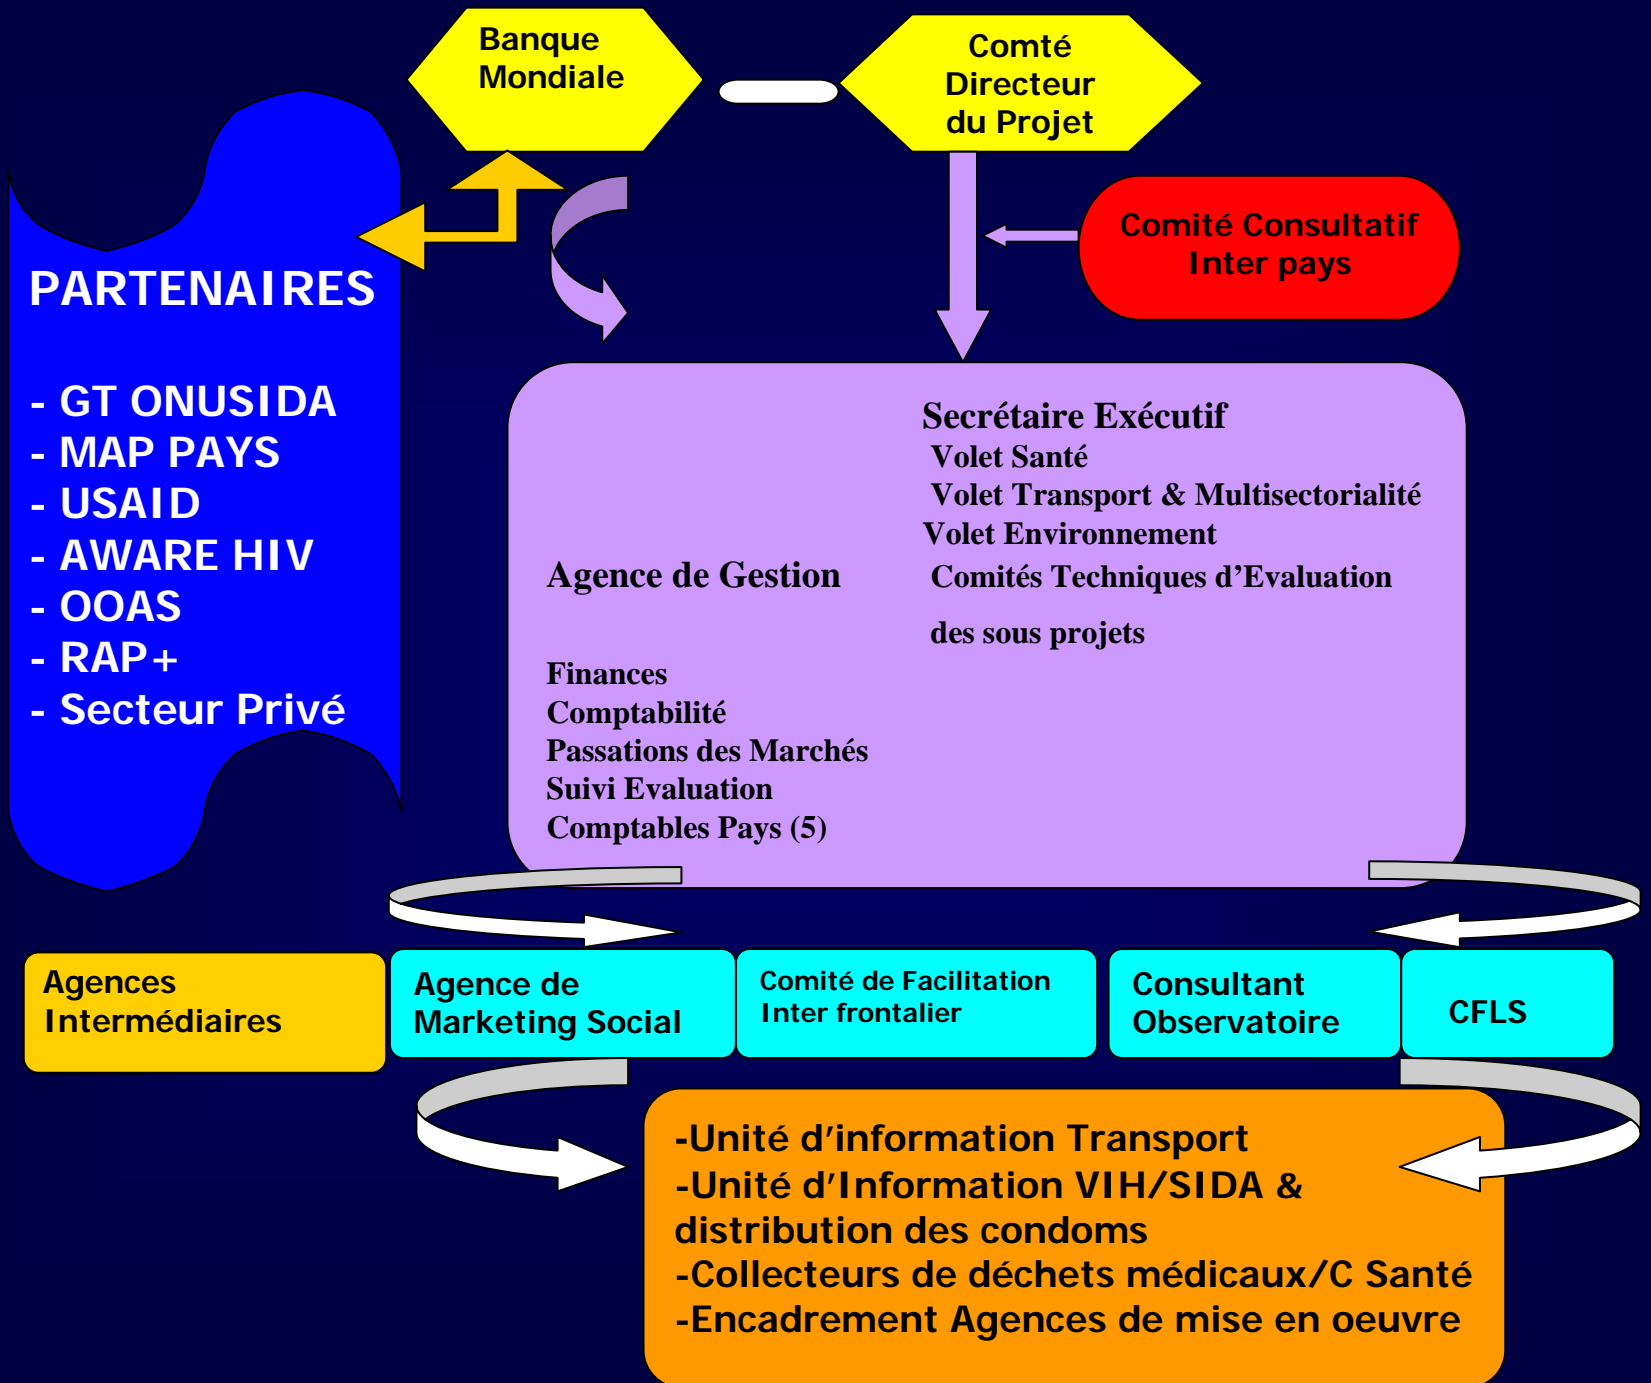 Banque
Mondiale
Comté
Directeur
du Projet
Comité Consultatif
Inter pays
PARTENAIRES
- GT ONUSIDA
- MAP PAYS
- USAID
- AWARE HIV
- OOAS
- RAP+
- Secteur Privé
Secrétaire Exécutif
Volet Santé
Volet Transport & Multisectorialité
Volet Environnement
Comités Techniques d’Evaluation
des sous projets
Agence de Gestion
Finances
Comptabilité
Passations des Marchés
Suivi Evaluation
Comptables Pays (5)
Agences
Intermédiaires
Agence de
Marketing Social
Comité de Facilitation
Inter frontalier
Consultant
Observatoire
CFLS
-Unité d’information Transport
-Unité d’Information VIH/SIDA &
distribution des condoms
-Collecteurs de déchets médicaux/C Santé
-Encadrement Agences de mise en oeuvre